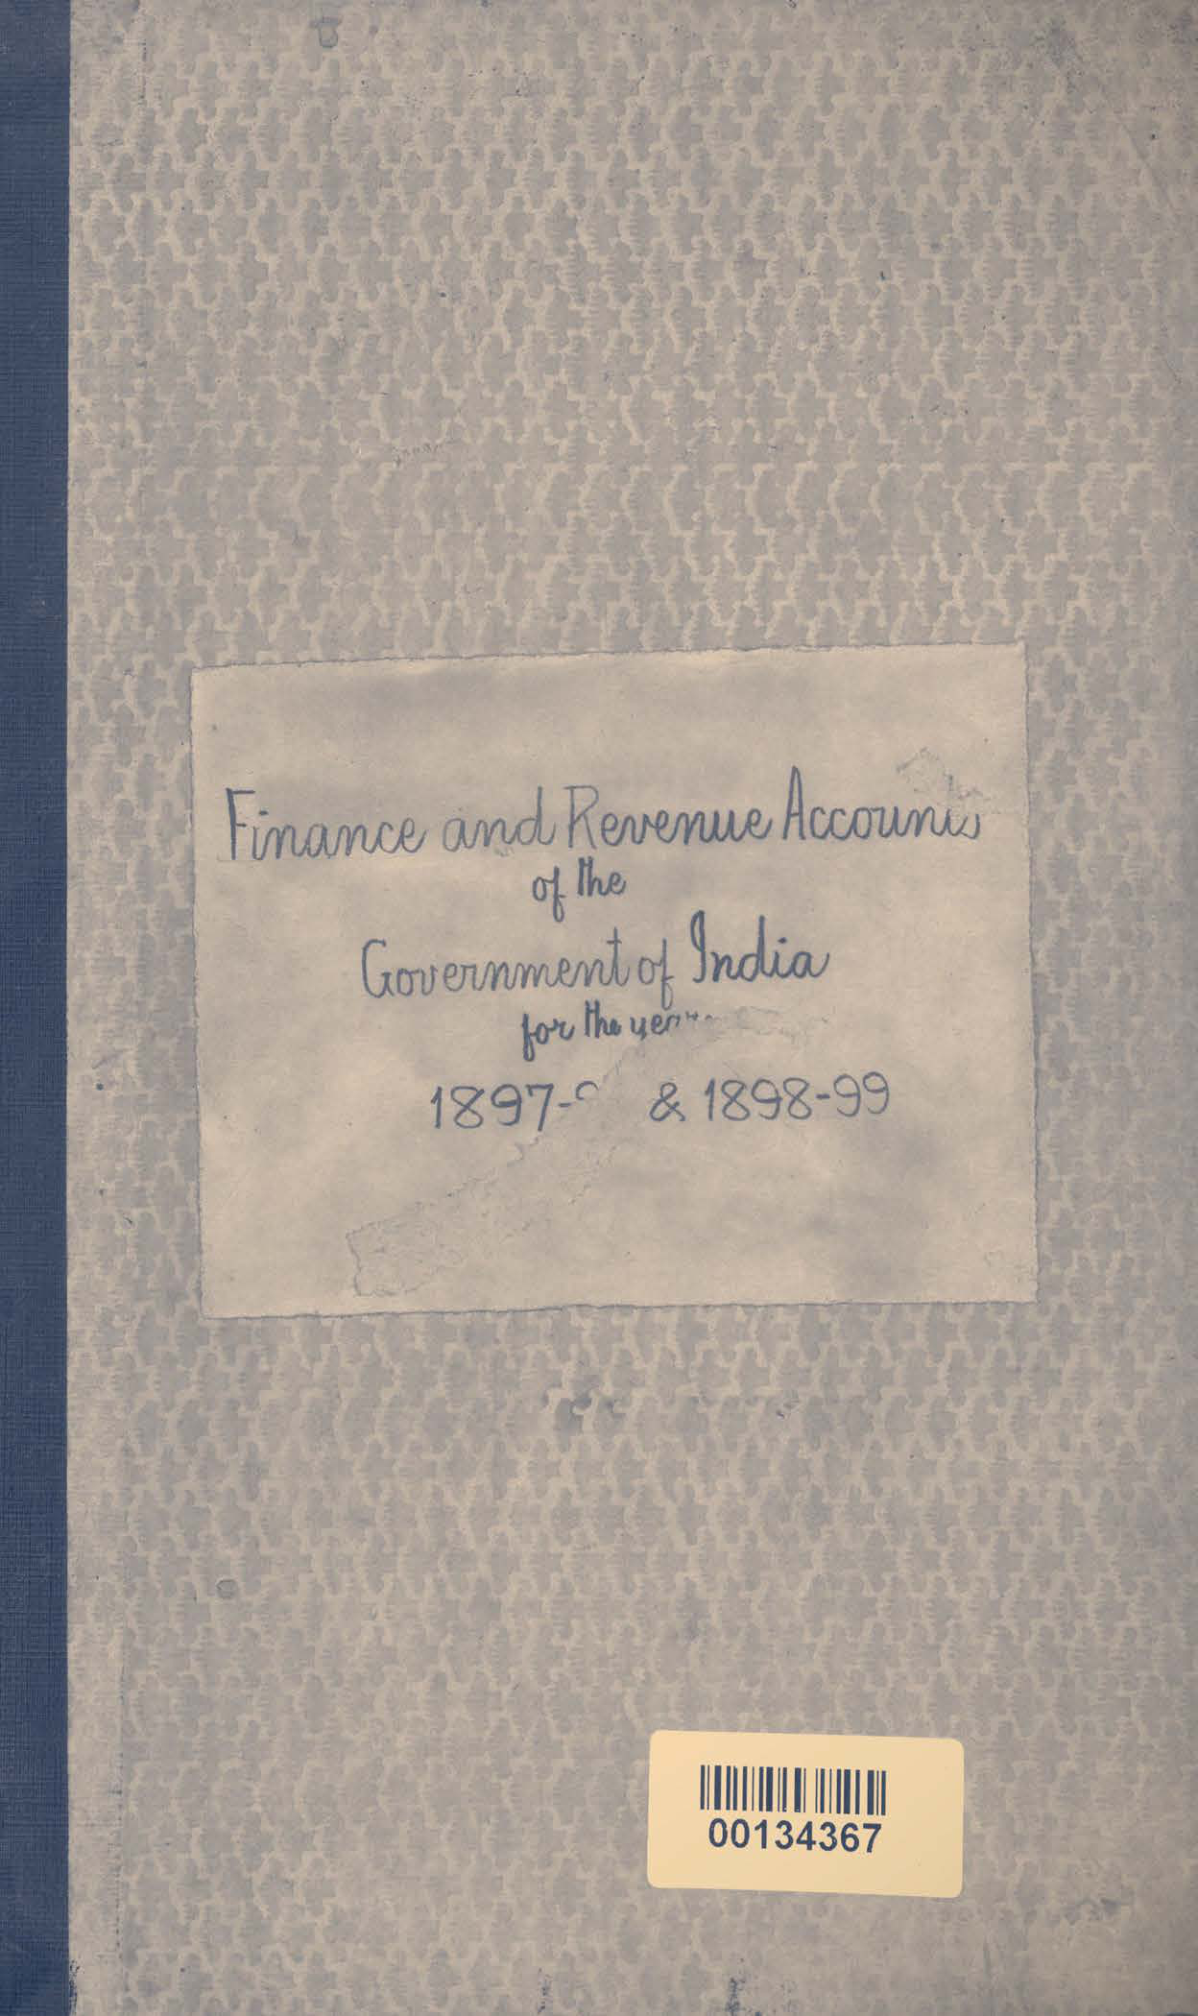 Finance and Revenue Accounts
of the
Government of India
for the
& 1898-99
00134367